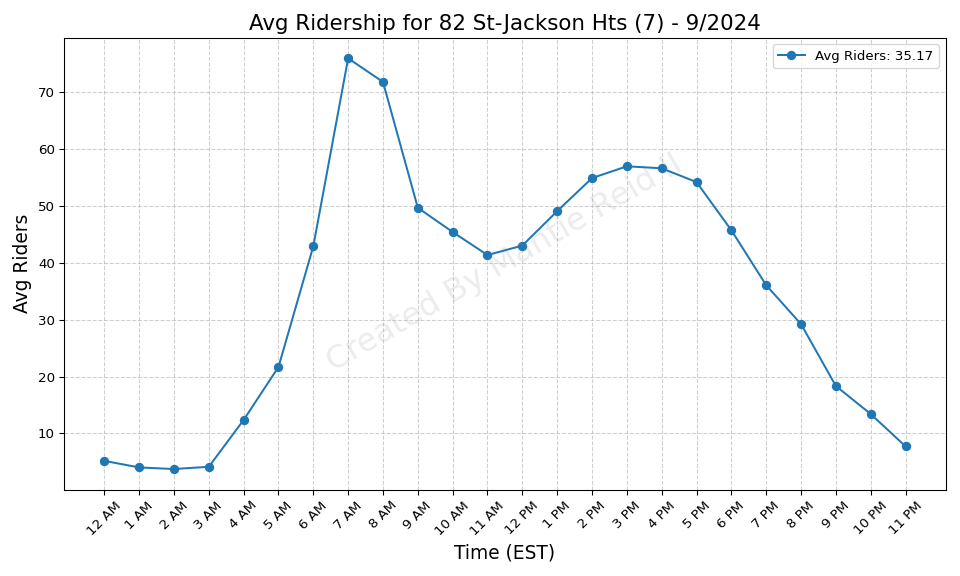 Avg Ridership for 82 St-Jackson Hts (7) - 9/2024
Avg Riders: 35.17
70
60
50
40
30
20
10
Avg Riders
Created By Mantie Reid II
12 AM
1 AM
2 AM
3 AM
4 AM
5 AM
6 AM
7 AM
8 AM
9 AM
10 AM
11 AM
12 PM
1 PM
2 PM
3 PM
4 PM
5 PM
6 PM
7 PM
8 PM
9 PM
10 PM
11 PM
Time (EST)